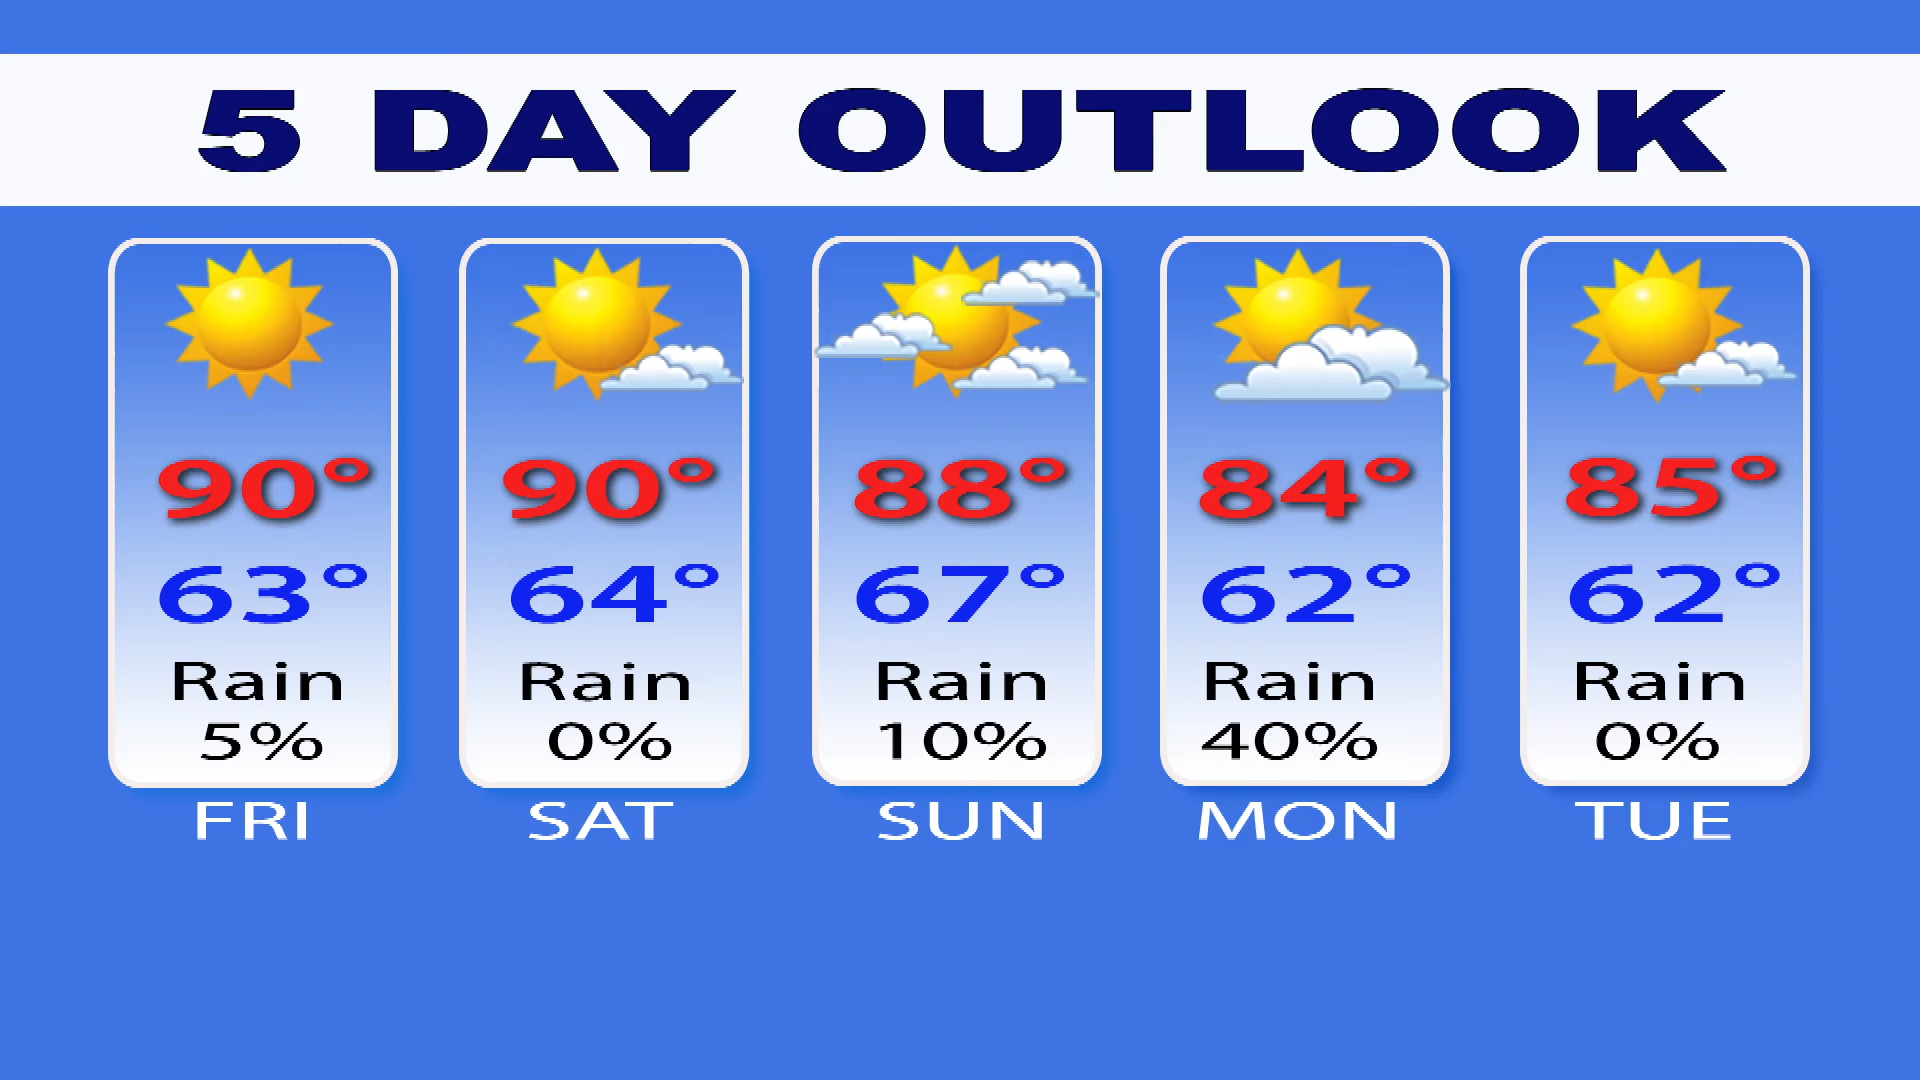 5 DAY OUTLOOK
90° 90° 88° 84° 85°
63° 64° 67° 62° 62°
Rain Rain Rain Rain Rain
5% 0% 10% 40% 0%
FRI SAT SUN MON TUE